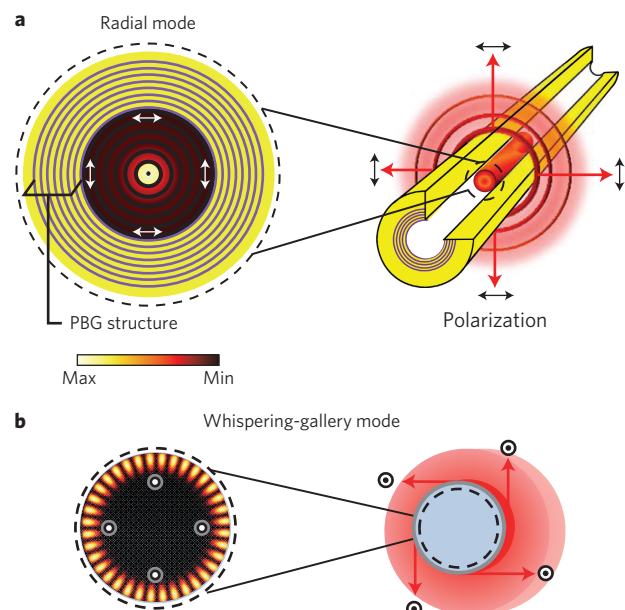 a
Radial mode
PBG structure
Polarization
Max
Min
b
Whispering-gallery mode